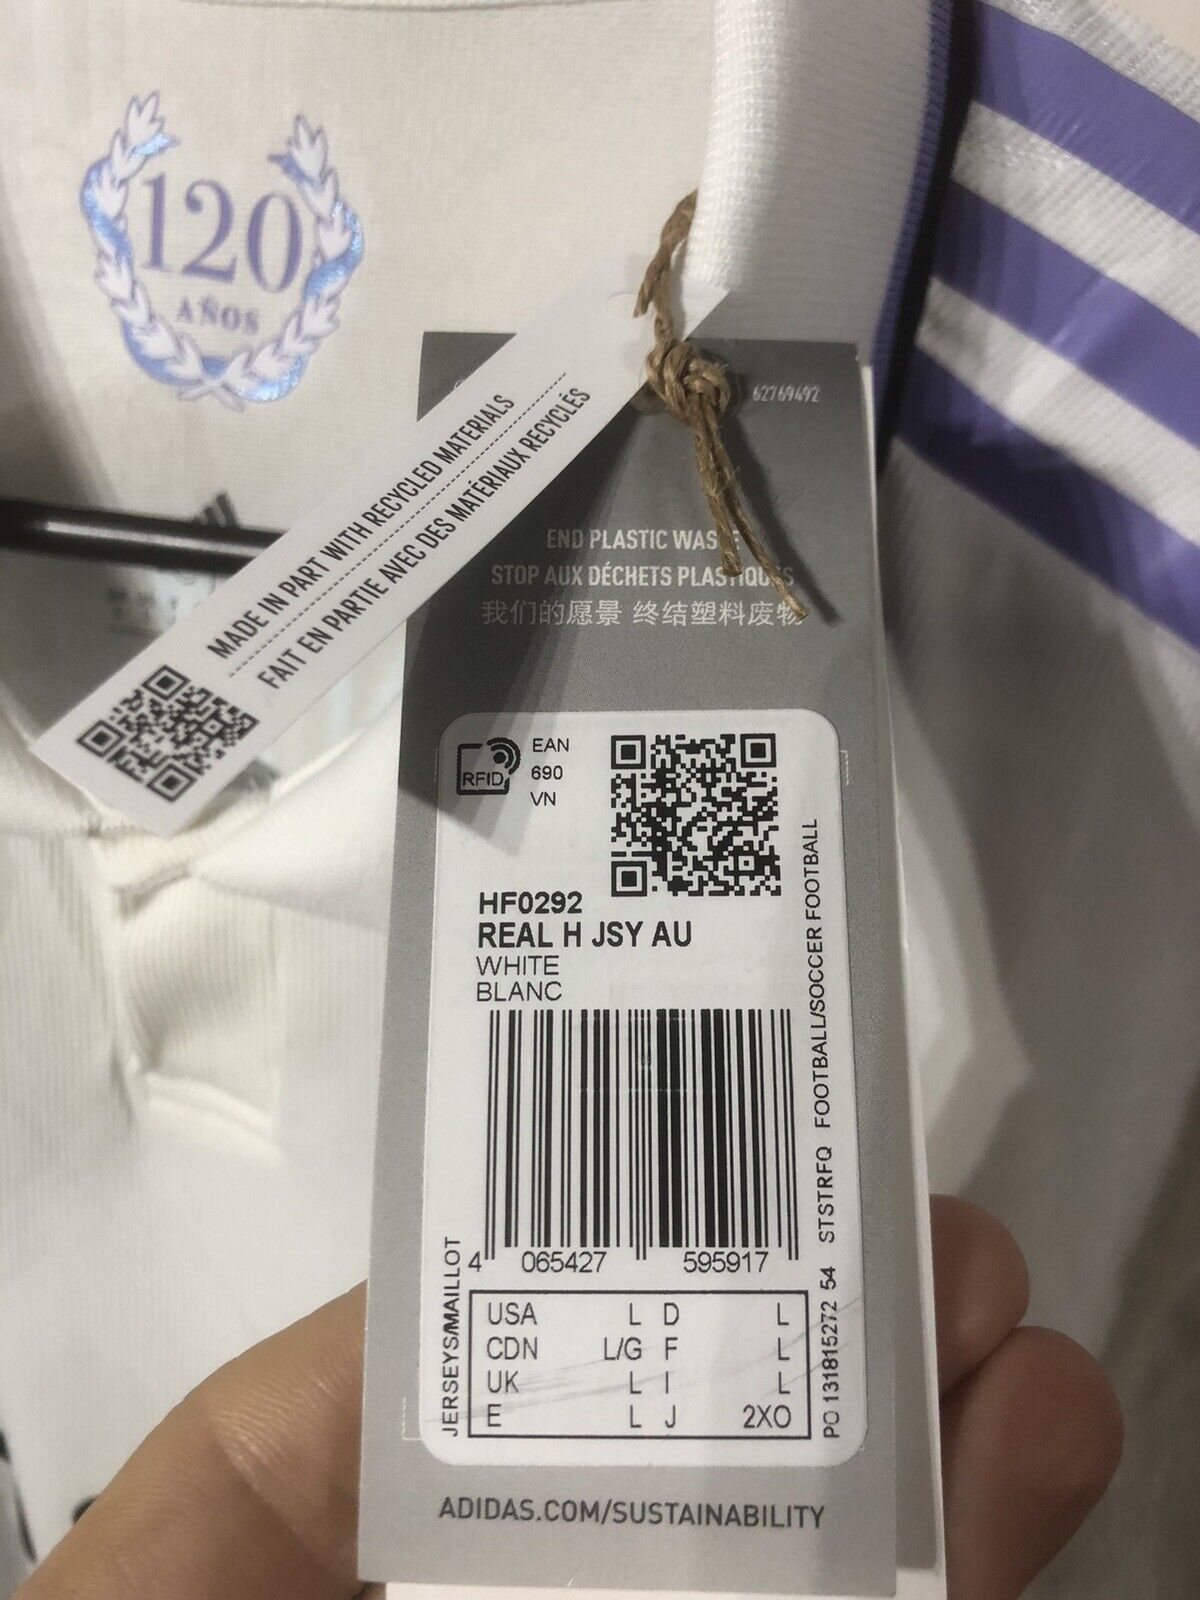 120
AÑOS
MADE IN PART WITH RECYCLED MATERIALS
FAIT EN PARTIE AVEC DES MATÉRIAUX RECYCLÉS
62769492
END PLASTIC WASTE
STOP AUX DÉCHETS PLASTIQUES
我们的愿景 终结塑料废物
RFID
EAN
690
VN
HF0292
REAL H JSY AU
WHITE
BLANC
4 065427 595917
JERSEYS/MAILLOT
PO 131815272 54 STSTRFQ FOOTBALL/SOCCER FOOTBALL
USA L D L
CDN L/G F L
UK L I L
E L J 2XO
ADIDAS.COM/SUSTAINABILITY